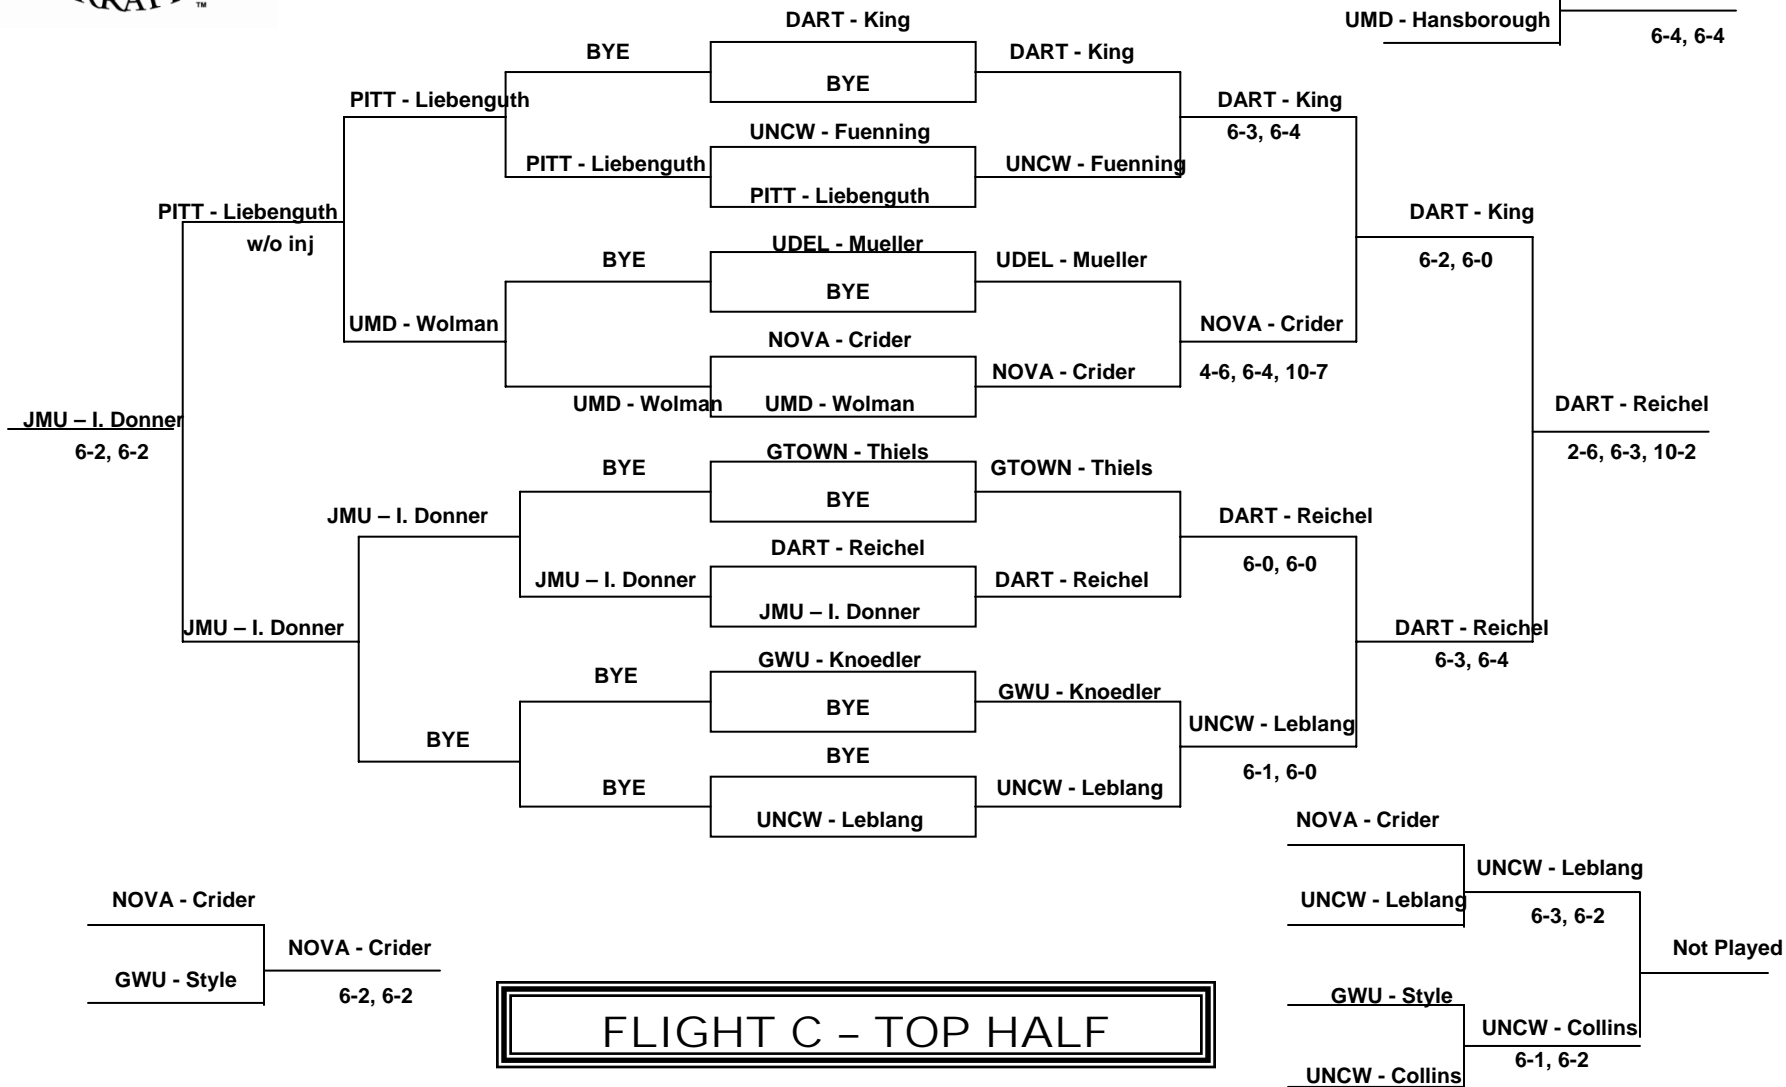 ™
DART - King
UMD - Hansborough
6-4, 6-4
BYE
DART - King
BYE
PITT - Liebenguth
DART - King
6-3, 6-4
UNCW - Fuenning
PITT - Liebenguth
UNCW - Fuenning
PITT - Liebenguth
PITT - Liebenguth
w/o inj
DART - King
6-2, 6-0
UDEL - Mueller
BYE
UDEL - Mueller
BYE
UMD - Wolman
NOVA - Crider
NOVA - Crider
4-6, 6-4, 10-7
NOVA - Crider
UMD - Wolman
UMD - Wolman
JMU – I. Donner
6-2, 6-2
DART - Reichel
2-6, 6-3, 10-2
GTOWN - Thiels
BYE
GTOWN - Thiels
BYE
JMU – I. Donner
DART - Reichel
6-0, 6-0
DART - Reichel
JMU – I. Donner
DART - Reichel
JMU – I. Donner
JMU – I. Donner
DART - Reichel
6-3, 6-4
GWU - Knoedler
BYE
GWU - Knoedler
BYE
UNCW - Leblang
6-1, 6-0
BYE
BYE
BYE
UNCW - Leblang
UNCW - Leblang
NOVA - Crider
UNCW - Leblang
6-3, 6-2
UNCW - Leblang
NOVA - Crider
NOVA - Crider
6-2, 6-2
GWU - Style
Not Played
GWU - Style
UNCW - Collins
6-1, 6-2
UNCW - Collins
FLIGHT C – TOP HALF